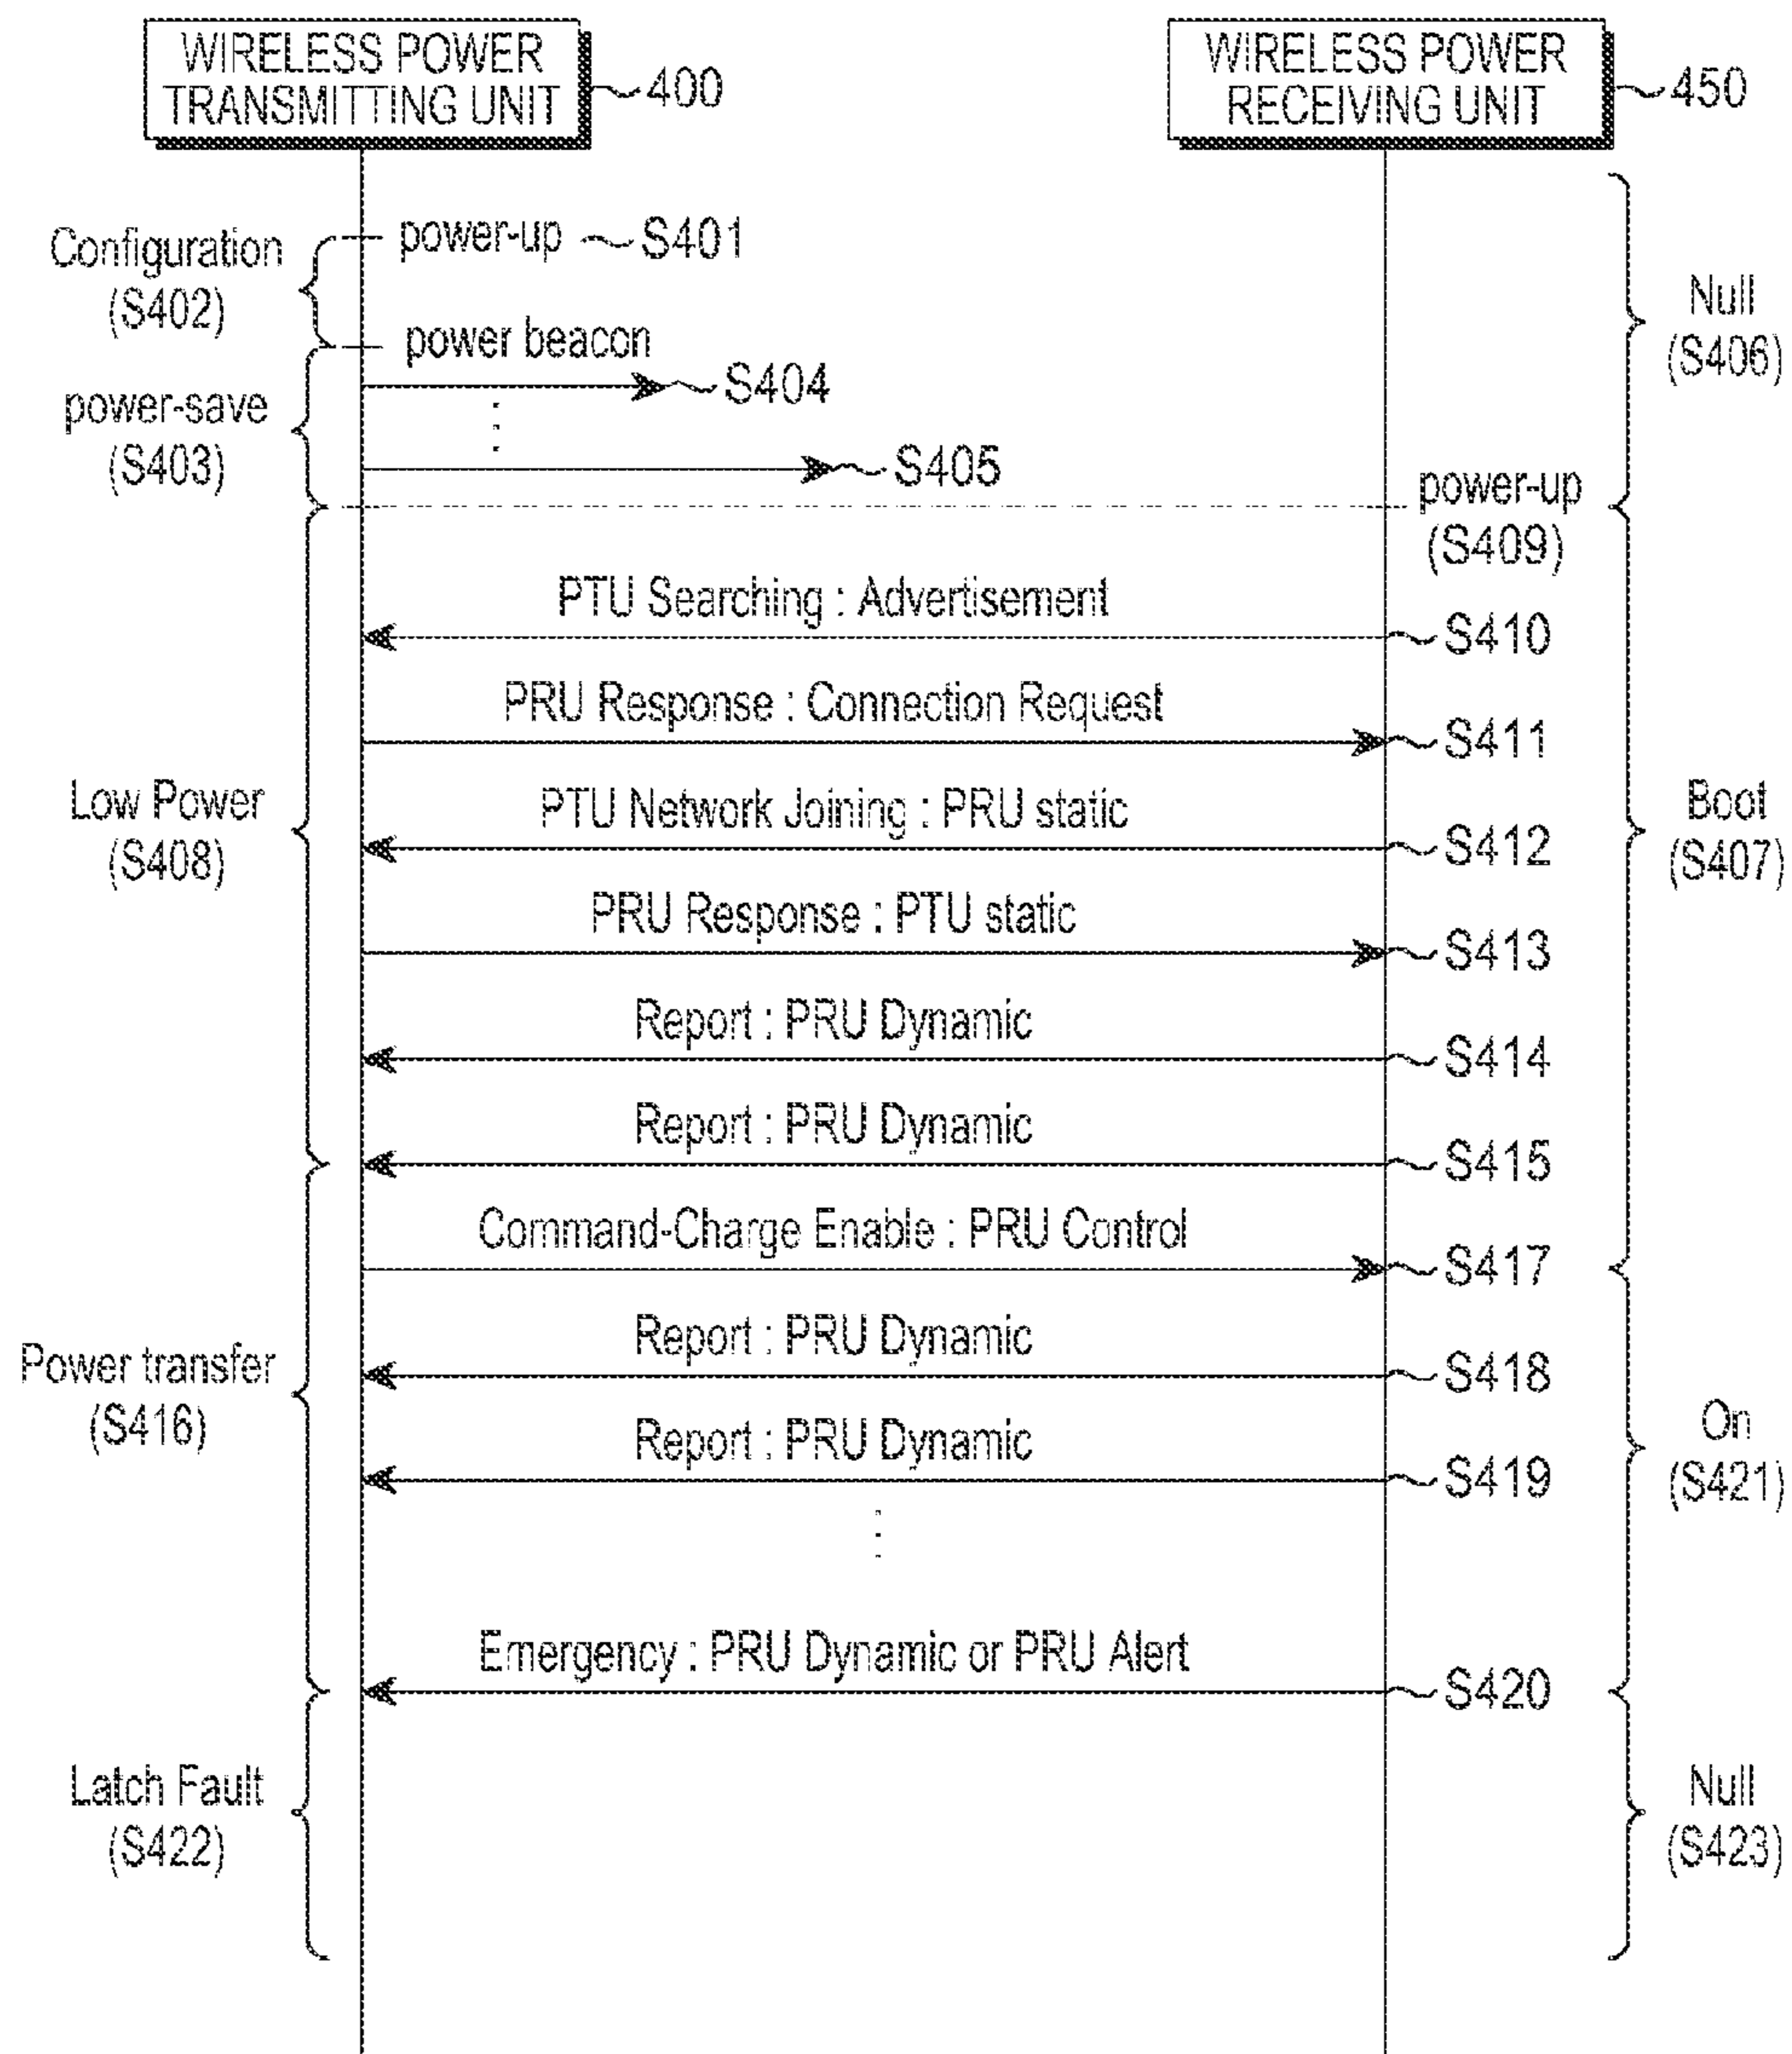 WIRELESS POWER
TRANSMITTING UNIT
400
WIRELESS POWER
RECEIVING UNIT
450
Configuration
(S402)
power-up
S401
Null
(S406)
power beacon
S404
power-save
(S403)
S405
power-up
(S409)
PTU Searching : Advertisement
S410
PRU Response : Connection Request
S411
Low Power
(S408)
PTU Network Joining : PRU static
S412
Boot
(S407)
PRU Response : PTU static
S413
Report : PRU Dynamic
S414
Report : PRU Dynamic
S415
Command-Charge Enable : PRU Control
S417
Report : PRU Dynamic
S418
Power transfer
(S416)
Report : PRU Dynamic
S419
On
(S421)
Emergency : PRU Dynamic or PRU Alert
S420
Latch Fault
(S422)
Null
(S423)